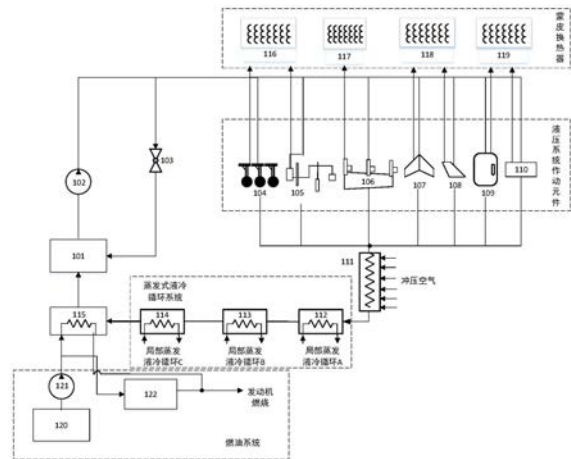 116
117
118
119
蒙皮换热器
103
102
104
105
106
107
108
109
110
液压系统作动元件
101
111
冲压空气
蒸发式液冷
循环系统
115
114
113
112
局部蒸发
液冷循环C
局部蒸发
液冷循环B
局部蒸发
液冷循环A
121
122
发动机
燃烧
120
燃油系统